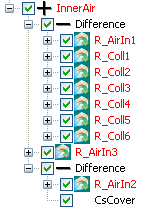 InnerAir
Difference
R_AirIn1
R_Coll1
R_Coll2
R_Coll3
R_Coll4
R_Coll5
R_Coll6
R_AirIn3
Difference
R_AirIn2
CsCover